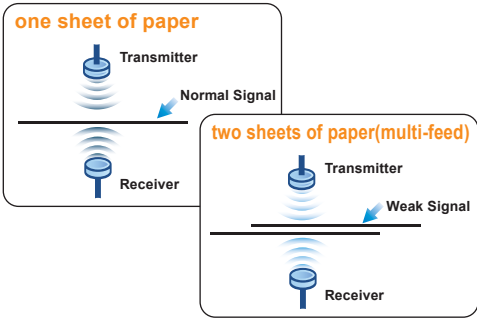 one sheet of paper
Transmitter
Normal Signal
Receiver
two sheets of paper(multi-feed)
Transmitter
Weak Signal
Receiver